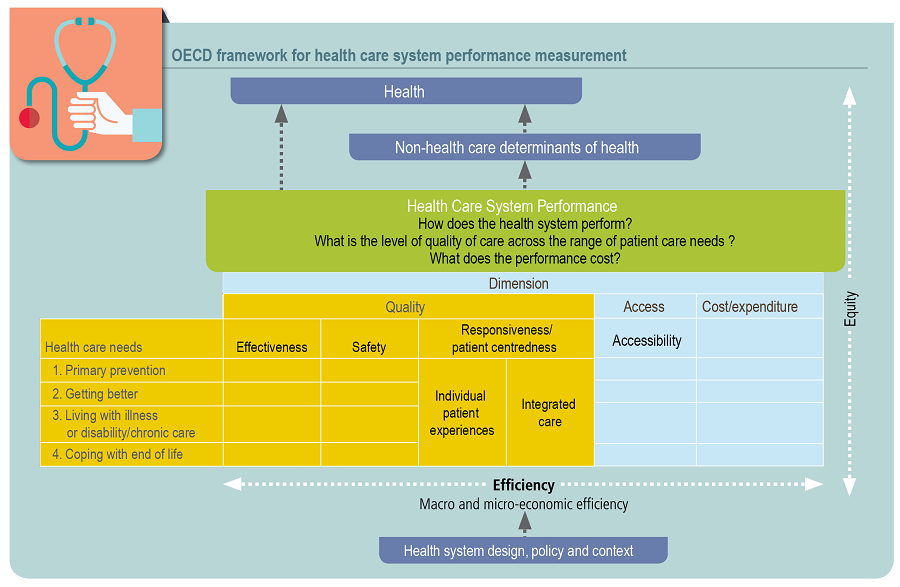 OECD framework for health care system performance measurement
Health
Non-health care determinants of health
Health Care System Performance
How does the health system perform?
What is the level of quality of care across the range of patient care needs ?
What does the performance cost?
Dimension
Quality
Access
Cost/expenditure
Health care needs
Effectiveness
Safety
Responsiveness/
patient centredness
Accessibility
1. Primary prevention
2. Getting better
3. Living with illness
or disability/chronic care
4. Coping with end of life
Individual
patient
experiences
Integrated
care
Equity
Efficiency
Macro and micro-economic efficiency
Health system design, policy and context